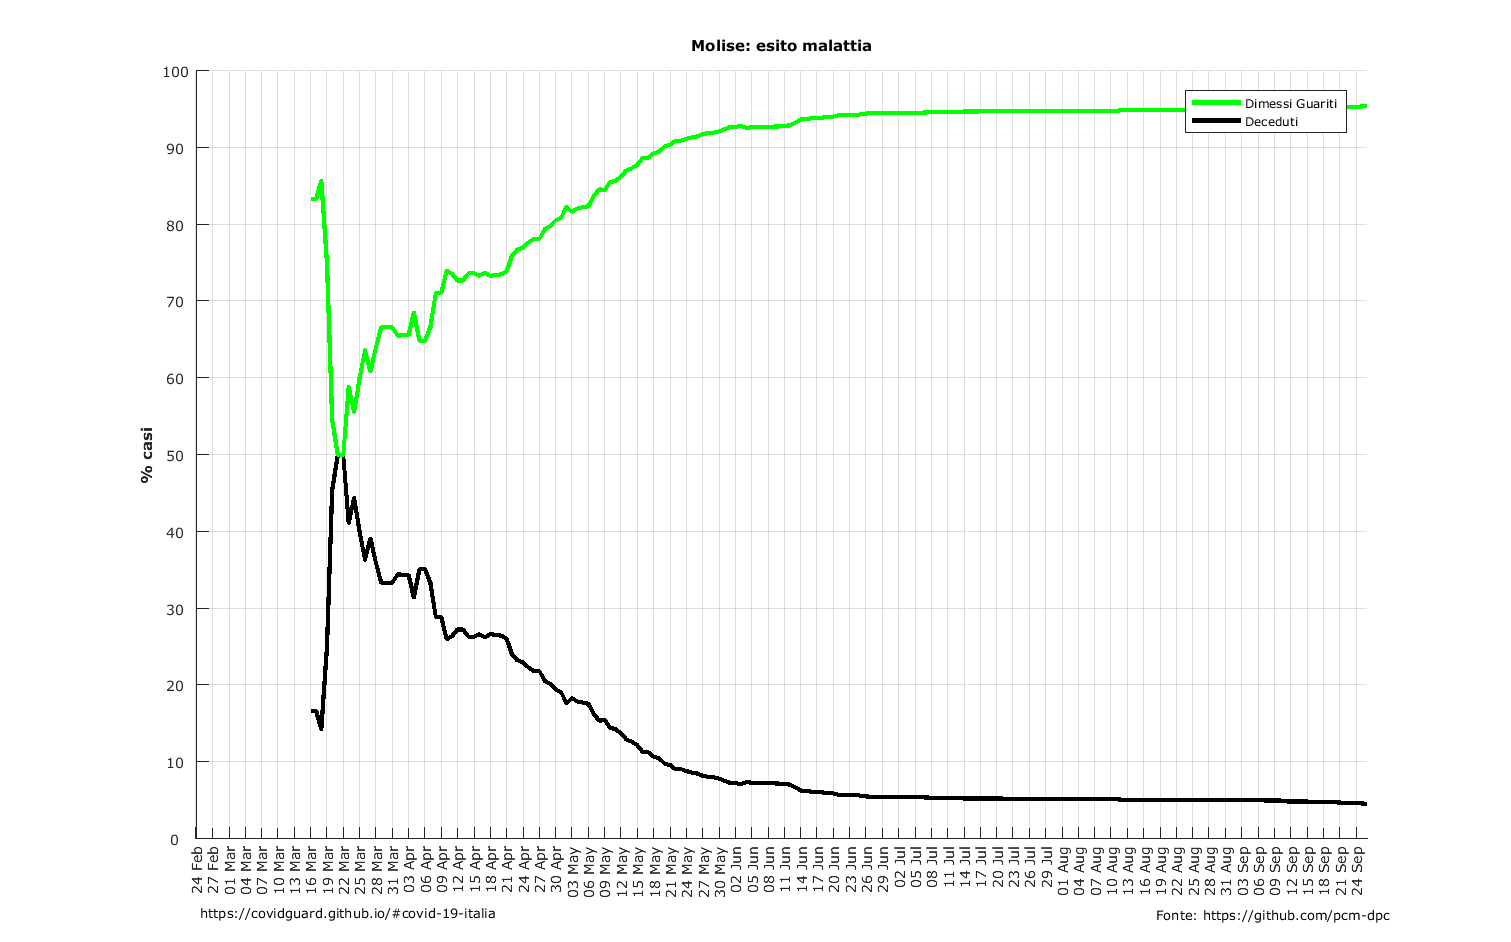 Molise: esito malattia
% casi
100
90
80
70
60
50
40
30
20
10
0
Dimessi Guariti
Deceduti
24 Feb
27 Feb
01 Mar
04 Mar
07 Mar
10 Mar
13 Mar
16 Mar
19 Mar
22 Mar
25 Mar
28 Mar
31 Mar
03 Apr
06 Apr
09 Apr
12 Apr
15 Apr
18 Apr
21 Apr
24 Apr
27 Apr
30 Apr
03 May
06 May
09 May
12 May
15 May
18 May
21 May
24 May
27 May
30 May
02 Jun
05 Jun
08 Jun
11 Jun
14 Jun
17 Jun
20 Jun
23 Jun
26 Jun
29 Jun
02 Jul
05 Jul
08 Jul
11 Jul
14 Jul
17 Jul
20 Jul
23 Jul
26 Jul
29 Jul
01 Aug
04 Aug
07 Aug
10 Aug
13 Aug
16 Aug
19 Aug
22 Aug
25 Aug
28 Aug
31 Aug
03 Sep
06 Sep
09 Sep
12 Sep
15 Sep
18 Sep
21 Sep
24 Sep
https://covidguard.github.io/#covid-19-italia
Fonte: https://github.com/pcm-dpc